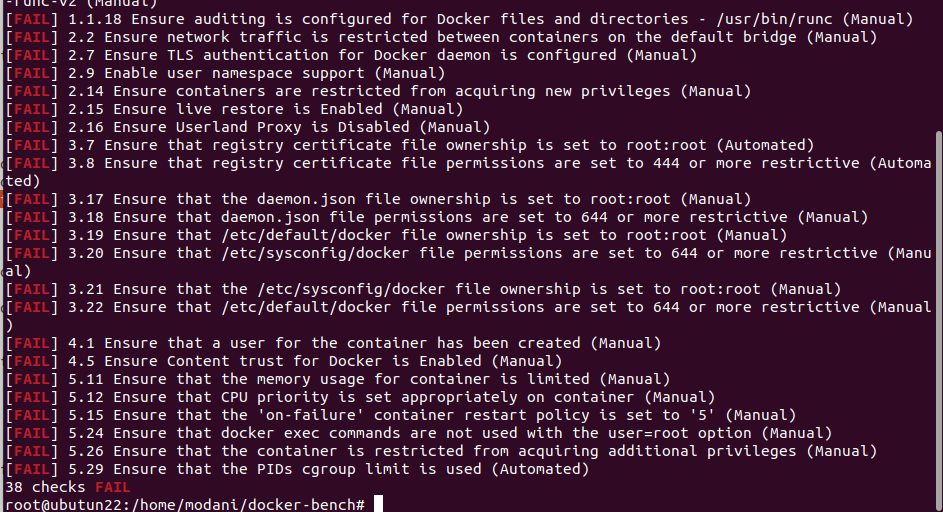 -runc-v2 (Manual)
[FAIL] 1.1.18 Ensure auditing is configured for Docker files and directories - /usr/bin/runc (Manual)
[FAIL] 2.2 Ensure network traffic is restricted between containers on the default bridge (Manual)
[FAIL] 2.7 Ensure TLS authentication for Docker daemon is configured (Manual)
[FAIL] 2.9 Enable user namespace support (Manual)
[FAIL] 2.14 Ensure containers are restricted from acquiring new privileges (Manual)
[FAIL] 2.15 Ensure live restore is Enabled (Manual)
[FAIL] 2.16 Ensure Userland Proxy is Disabled (Manual)
[FAIL] 3.7 Ensure that registry certificate file ownership is set to root:root (Automated)
[FAIL] 3.8 Ensure that registry certificate file permissions are set to 444 or more restrictive (Automa
ted)
[FAIL] 3.17 Ensure that the daemon.json file ownership is set to root:root (Manual)
[FAIL] 3.18 Ensure that daemon.json file permissions are set to 644 or more restrictive (Manual)
[FAIL] 3.19 Ensure that /etc/default/docker file ownership is set to root:root (Manual)
[FAIL] 3.20 Ensure that /etc/sysconfig/docker file permissions are set to 644 or more restrictive (Manu
al)
[FAIL] 3.21 Ensure that the /etc/sysconfig/docker file ownership is set to root:root (Manual)
[FAIL] 3.22 Ensure that /etc/default/docker file permissions are set to 644 or more restrictive (Manual
)
[FAIL] 4.1 Ensure that a user for the container has been created (Manual)
[FAIL] 4.5 Ensure Content trust for Docker is Enabled (Manual)
[FAIL] 5.11 Ensure that the memory usage for container is limited (Manual)
[FAIL] 5.12 Ensure that CPU priority is set appropriately on container (Manual)
[FAIL] 5.15 Ensure that the 'on-failure' container restart policy is set to '5' (Manual)
[FAIL] 5.24 Ensure that docker exec commands are not used with the user=root option (Manual)
[FAIL] 5.26 Ensure that the container is restricted from acquiring additional privileges (Manual)
[FAIL] 5.29 Ensure that the PIDs cgroup limit is used (Automated)
38 checks FAIL
root@ubutun22:/home/modani/docker-bench#